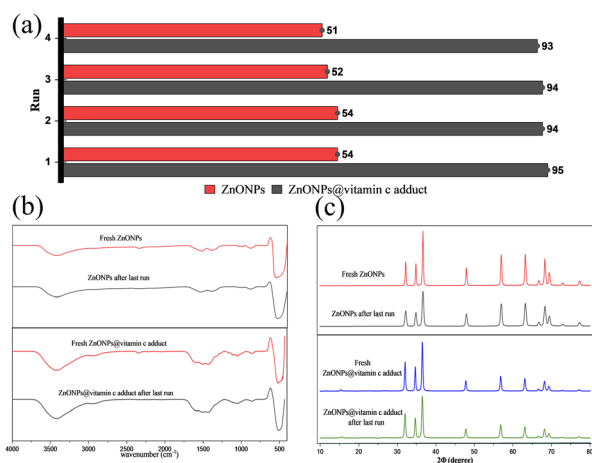 (a)
4
51
93
3
52
94
2
54
94
1
54
95
Run
ZnONPs ZnONPs@vitamin c adduct
(b)
Fresh ZnONPs
ZnONPs after last run
Fresh ZnONPs@vitamin c adduct
ZnONPs@vitamin c adduct after last run
4000 3500 3000 2500 2000 1500 1000 500
wavenumber (cm⁻¹)
(c)
Fresh ZnONPs
ZnONPs after last run
Fresh
ZnONPs@vitamin c adduct
ZnONPs@vitamin c adduct
after last run
10 20 30 40 50 60 70 80
2Θ (degree)